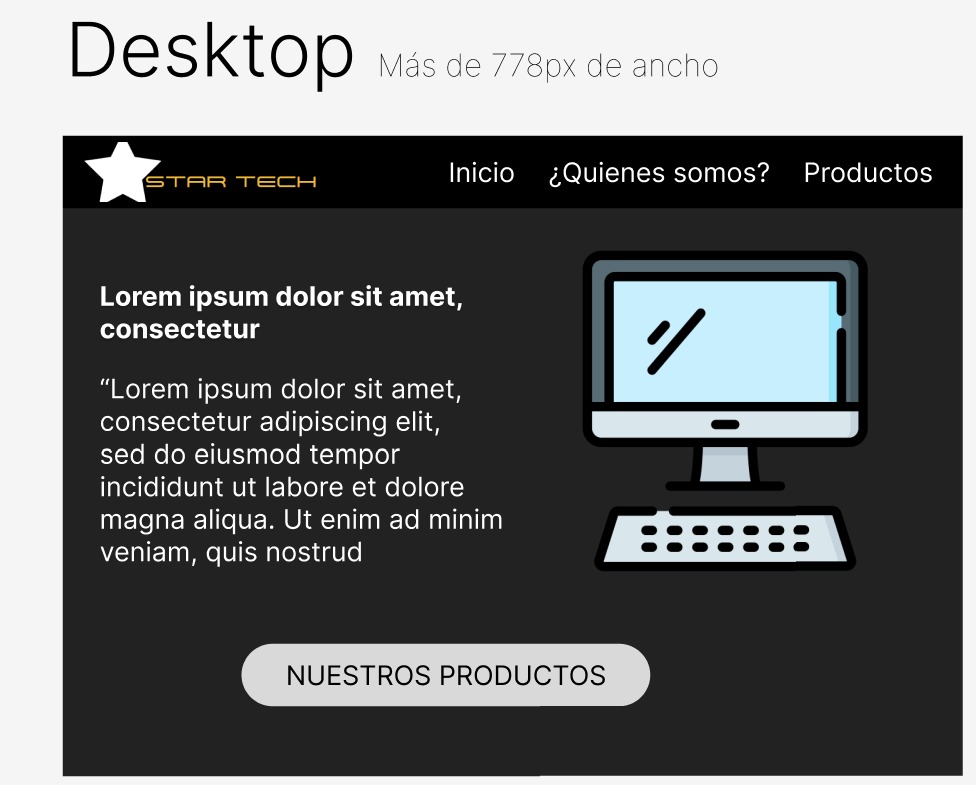 Desktop Más de 778px de ancho
STAR TECH Inicio ¿Quienes somos? Productos
Lorem ipsum dolor sit amet,
consectetur
“Lorem ipsum dolor sit amet,
consectetur adipiscing elit,
sed do eiusmod tempor
incididunt ut labore et dolore
magna aliqua. Ut enim ad minim
veniam, quis nostrud
NUESTROS PRODUCTOS